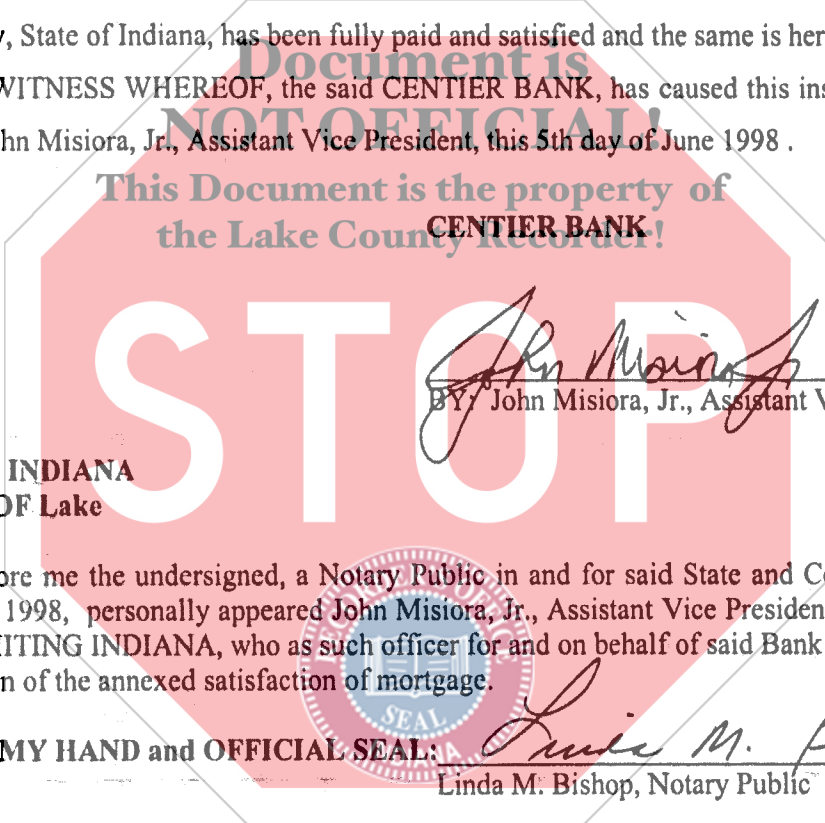 , State of Indiana, has been fully paid and satisfied and the same is her
Document is
WITNESS WHEREOF, the said CENTIER BANK, has caused this ins
NOT OFFICIAL!
hn Misiora, Jr., Assistant Vice President, this 5th day of June 1998 .
This Document is the property of
the Lake County Recorder!
CENTIER BANK
STOP
John Misiora Jr
BY: John Misiora, Jr., Assistant V
INDIANA
OF Lake
ore me the undersigned, a Notary Public in and for said State and Co
1998, personally appeared John Misiora, Jr., Assistant Vice Presiden
ITING INDIANA, who as such officer for and on behalf of said Bank
n of the annexed satisfaction of mortgage.
SEAL
INDIANA
MY HAND and OFFICIAL SEAL:
Linda M.
Linda M. Bishop, Notary Public